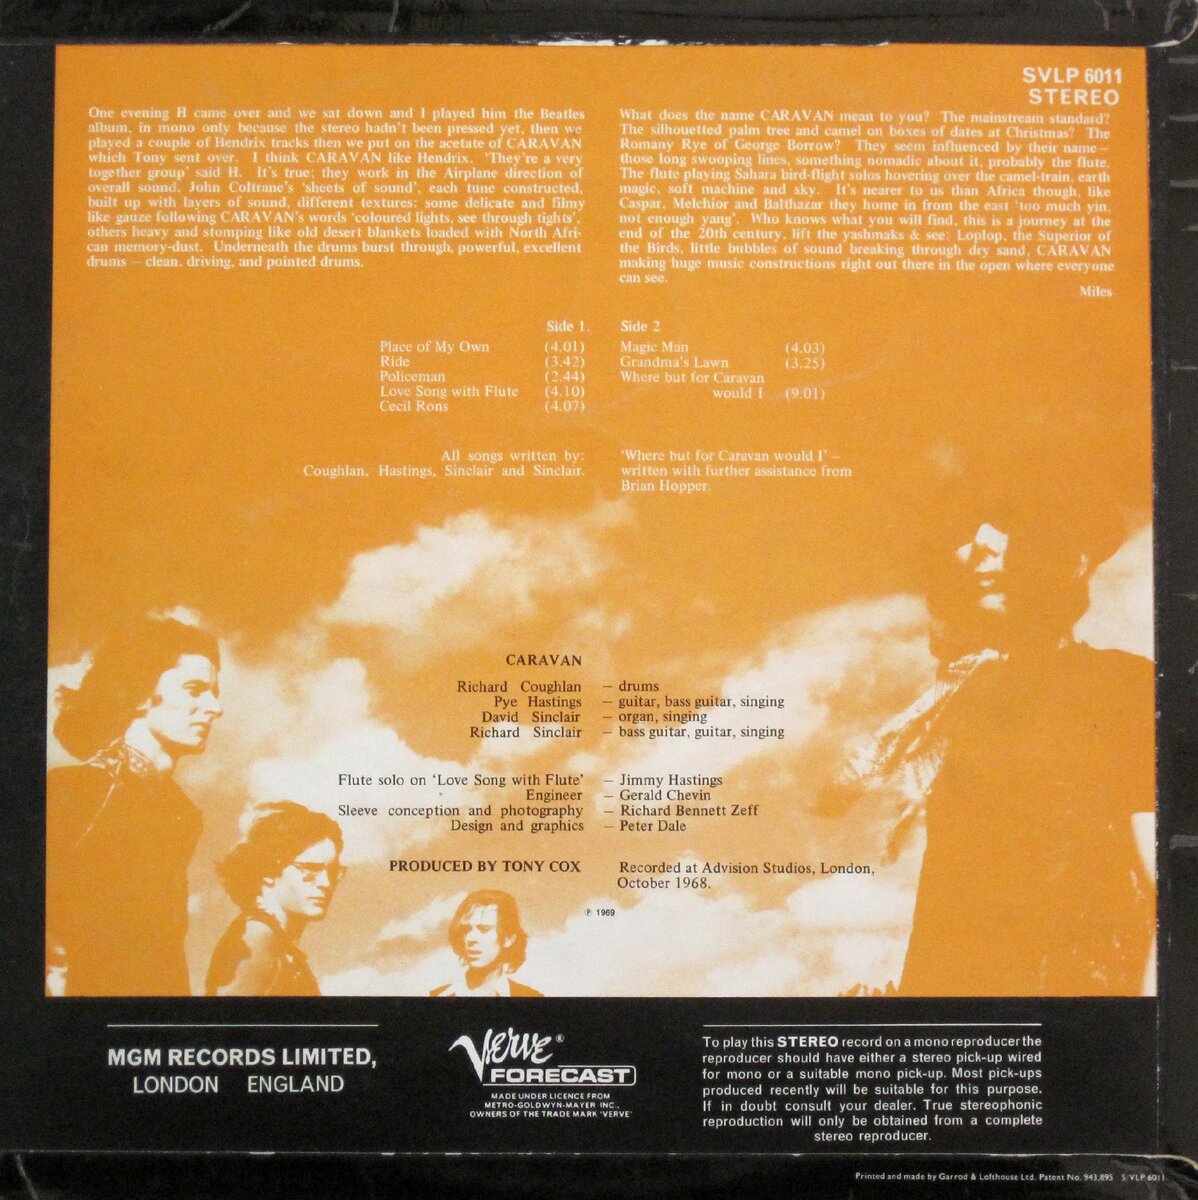 SVLP 6011
STEREO
One evening H came over and we sat down and I played him the Beatles
album, in mono only because the stereo hadn't been pressed yet, then we
played a couple of Hendrix tracks then we put on the acetate of CARAVAN
which Tony sent over. I think CARAVAN like Hendrix. 'They're a very
together group' said H. It's true; they work in the Airplane direction of
overall sound, John Coltrane's 'sheets of sound', each tune constructed,
built up with layers of sound, different textures: some delicate and filmy
like gauze following CARAVAN's words 'coloured lights, see through tights',
others heavy and stomping like old desert blankets loaded with North Afri-
can memory-dust. Underneath the drums burst through, powerful, excellent
drums – clean, driving, and pointed drums.
What does the name CARAVAN mean to you? The mainstream standard?
The silhouetted palm tree and camel on boxes of dates at Christmas? The
Romany Rye of George Borrow? They seem influenced by their name–
those long swooping lines, something nomadic about it, probably the flute.
The flute playing Sahara bird-flight solos hovering over the camel-train, earth
magic, soft machine and sky. It's nearer to us than Africa though, like
Caspar, Melchior and Balthazar they home in from the east 'too much yin,
not enough yang'. Who knows what you will find, this is a journey at the
end of the 20th century, lift the yashmaks & see: Loplop, the Superior of
the Birds, little bubbles of sound breaking through dry sand, CARAVAN
making huge music constructions right out there in the open where everyone
can see.
Miles
Side 1.
Place of My Own (4.01)
Ride (3.42)
Policeman (2.44)
Love Song with Flute (4.10)
Cecil Rons (4.07)
Side 2
Magic Man (4.03)
Grandma's Lawn (3.25)
Where but for Caravan
would I (9.01)
All songs written by:
Coughlan, Hastings, Sinclair and Sinclair.
'Where but for Caravan would I' –
written with further assistance from
Brian Hopper.
CARAVAN
Richard Coughlan – drums
Pye Hastings – guitar, bass guitar, singing
David Sinclair – organ, singing
Richard Sinclair – bass guitar, guitar, singing
Flute solo on 'Love Song with Flute' – Jimmy Hastings
Engineer – Gerald Chevin
Sleeve conception and photography – Richard Bennett Zeff
Design and graphics – Peter Dale
PRODUCED BY TONY COX
Recorded at Advision Studios, London,
October 1968.
℗ 1969
MGM RECORDS LIMITED,
LONDON ENGLAND
Verve ®
FORECAST
MADE UNDER LICENCE FROM
METRO-GOLDWYN-MAYER INC.,
OWNERS OF THE TRADE MARK 'VERVE'
To play this STEREO record on a mono reproducer the
reproducer should have either a stereo pick-up wired
for mono or a suitable mono pick-up. Most pick-ups
produced recently will be suitable for this purpose.
If in doubt consult your dealer. True stereophonic
reproduction will only be obtained from a complete
stereo reproducer.
Printed and made by Garrod & Lofthouse Ltd. Patent No. 943,895 S/VLP 6011